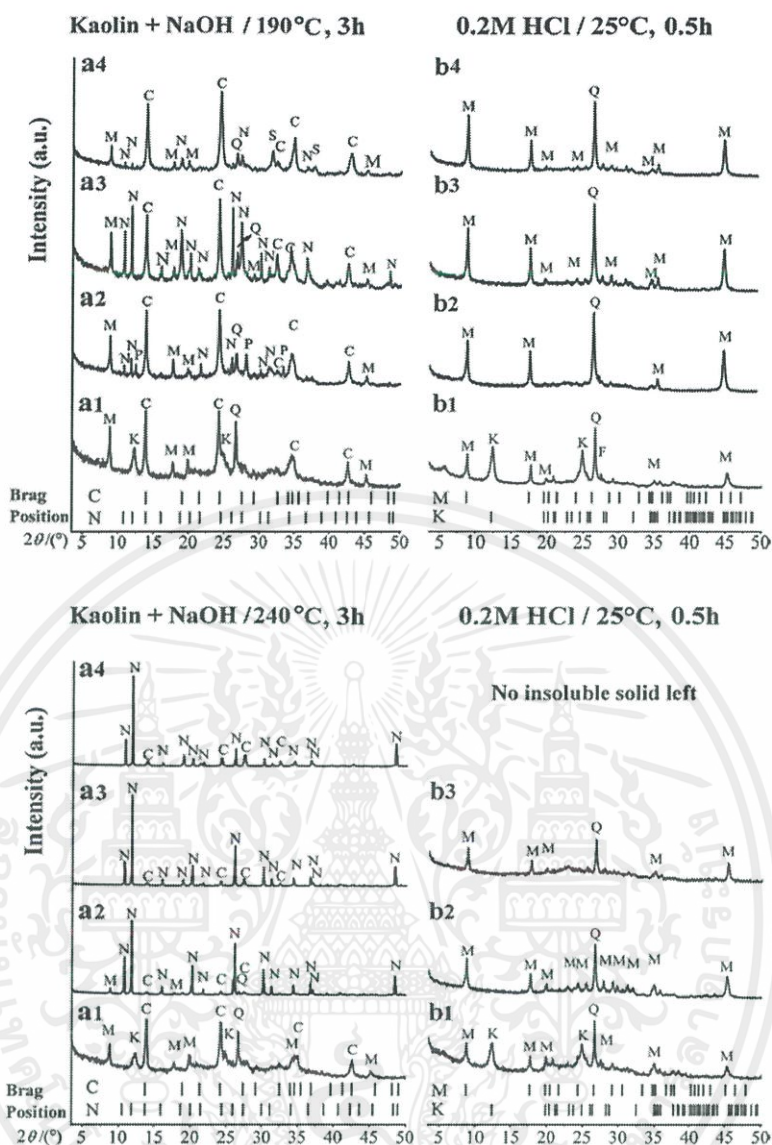 Kaolin + NaOH / 190°C, 3h
0.2M HCl / 25°C, 0.5h
Intensity (a.u.)
a4
M N N C M N M C Q N S C C N S C M
a3
M N N C N M N N N C N N Q M N N C C N C M N
a2
M N N P C M M N C N Q P N N C P C C M
a1
M K C M M C K Q C C M
b4
M M M M Q M M M M
b3
M M M M Q M M M M
b2
M M Q M M
b1
M K M M K Q F M M
Brag C
Position N
2θ/(°) 5 10 15 20 25 30 35 40 45 50
M
K
5 10 15 20 25 30 35 40 45 50
Kaolin + NaOH /240°C, 3h
0.2M HCl / 25°C, 0.5h
Intensity (a.u.)
a4
N N C N N N N C N C N N C N N N N
No insoluble solid left
a3
N N C N N N N C N C N N C N N N N
a2
M N N C N M N N C N C Q N N N N N
a1
M K C M M C K Q M C C M
b3
M M M Q M M
b2
M M M M M Q M M M M M M
b1
M K M M K Q M M M
Brag C
Position N
2θ/(°) 5 10 15 20 25 30 35 40 45 50
M
K
5 10 15 20 25 30 35 40 45 50